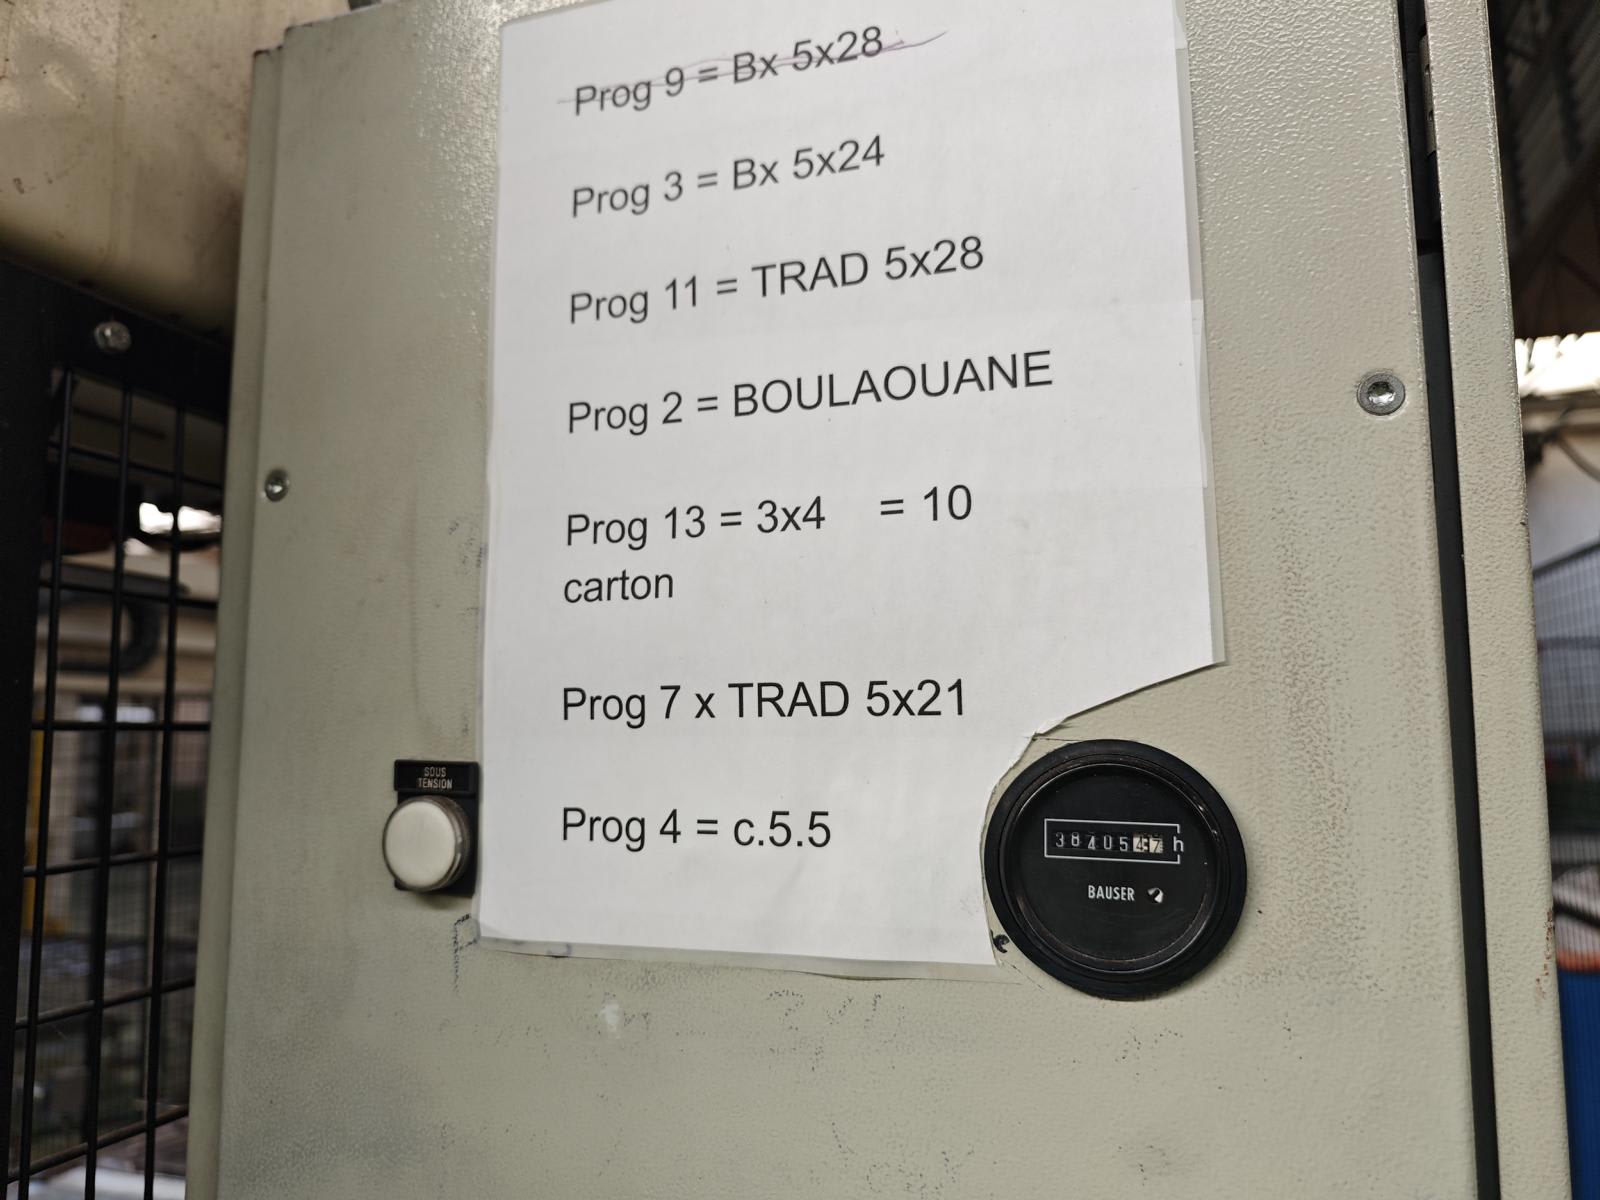 Prog 9 = Bx 5x28
Prog 3 = Bx 5x24
Prog 11 = TRAD 5x28
Prog 2 = BOULAOUANE
Prog 13 = 3x4 = 10
carton
Prog 7 x TRAD 5x21
Prog 4 = c.5.5
SOUS
TENSION
h
BAUSER